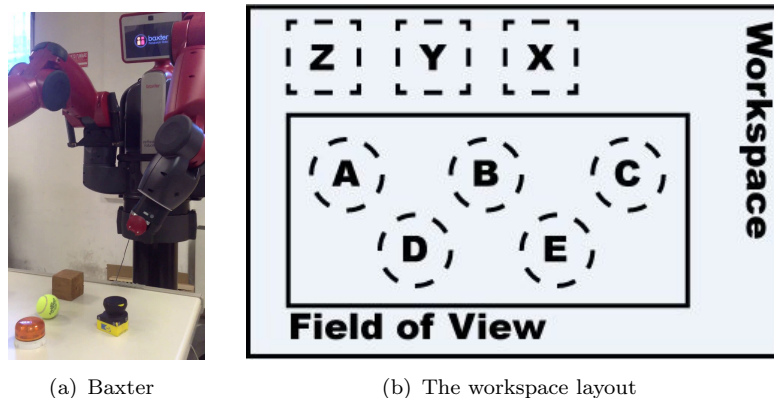 baxter
Z Y X
Workspace
A B C
D E
Field of View
(a) Baxter
(b) The workspace layout